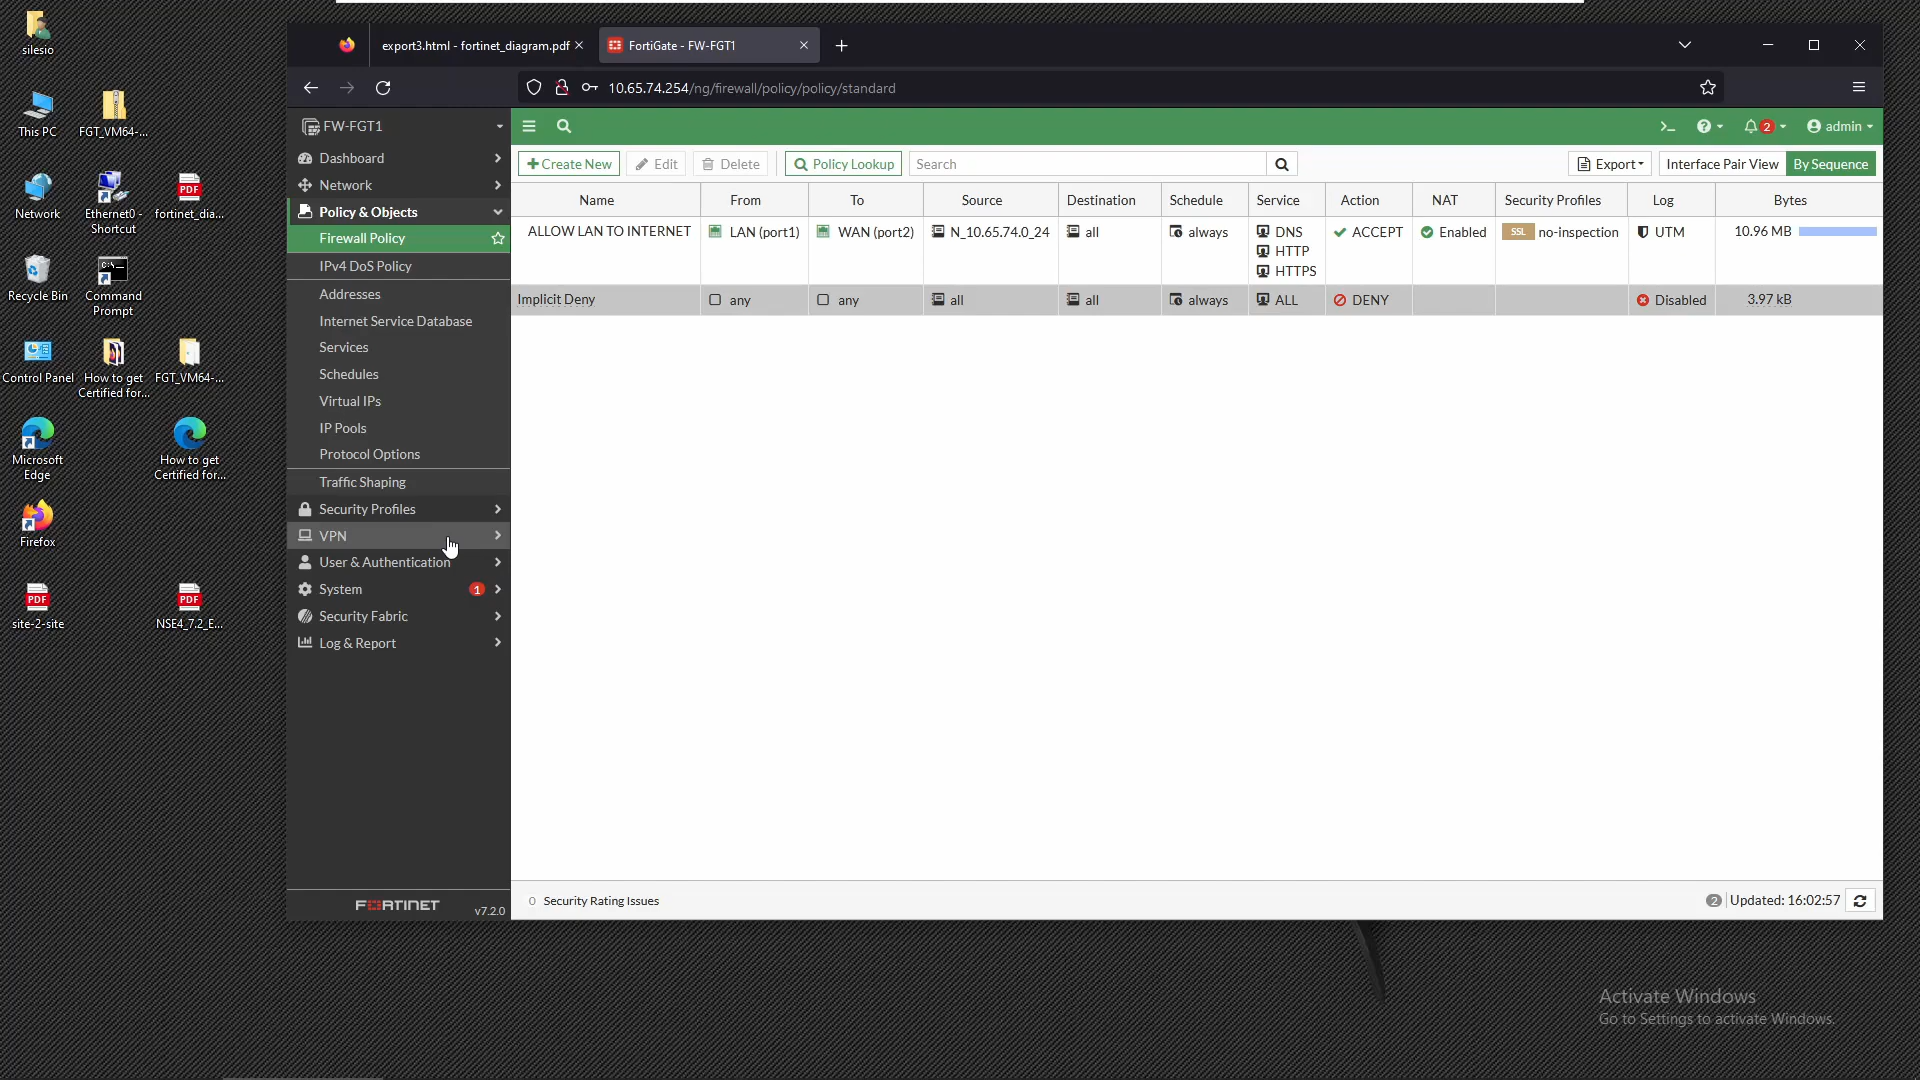 silesio
This PC
FGT_VM64-...
Network
Ethernet0 -
Shortcut
fortinet_dia...
Recycle Bin
Command
Prompt
Control Panel
How to get
Certified for...
FGT_VM64-...
Microsoft
Edge
How to get
Certified for...
Firefox
PDF
site-2-site
PDF
NSE4_7.2_E...
PDF
export3.html - fortinet_diagram.pdf
FortiGate - FW-FGT1
10.65.74.254/ng/firewall/policy/policy/standard
FW-FGT1
2
admin
Dashboard
Network
Policy & Objects
Firewall Policy
IPv4 DoS Policy
Addresses
Internet Service Database
Services
Schedules
Virtual IPs
IP Pools
Protocol Options
Traffic Shaping
Security Profiles
VPN
User & Authentication
System 1
Security Fabric
Log & Report
FORTINET
v7.2.0
+Create New Edit Delete Policy Lookup Search Export Interface Pair View By Sequence
Name From To Source Destination Schedule Service Action NAT Security Profiles Log Bytes
ALLOW LAN TO INTERNET LAN (port1) WAN (port2) N_10.65.74.0_24 all always DNS ACCEPT Enabled SSL no-inspection UTM 10.96 MB
HTTP
HTTPS
Implicit Deny any any all all always ALL DENY Disabled 3.97 kB
0 Security Rating Issues
2 Updated: 16:02:57
Activate Windows
Go to Settings to activate Windows.